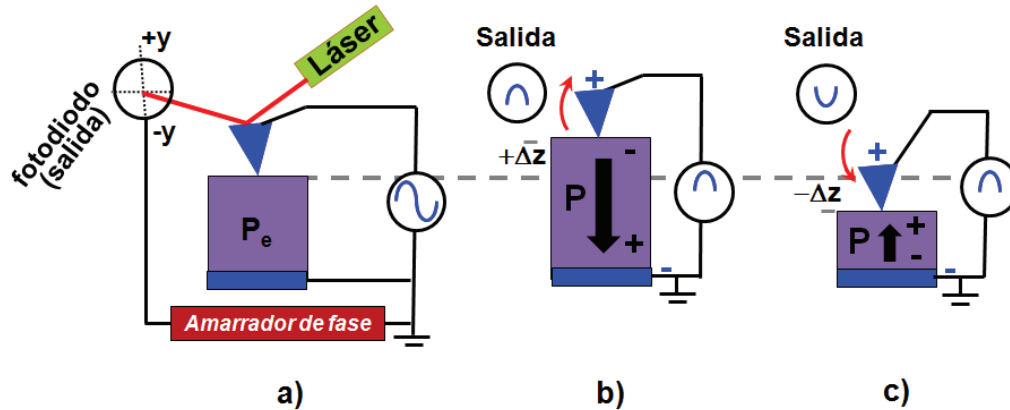 +y
-y
fotodiodo
(salida)
Láser
Pe
Amarrador de fase
a)
Salida
+
+Δz
-
P
+
-
b)
Salida
+
−Δz
P
+
-
-
c)